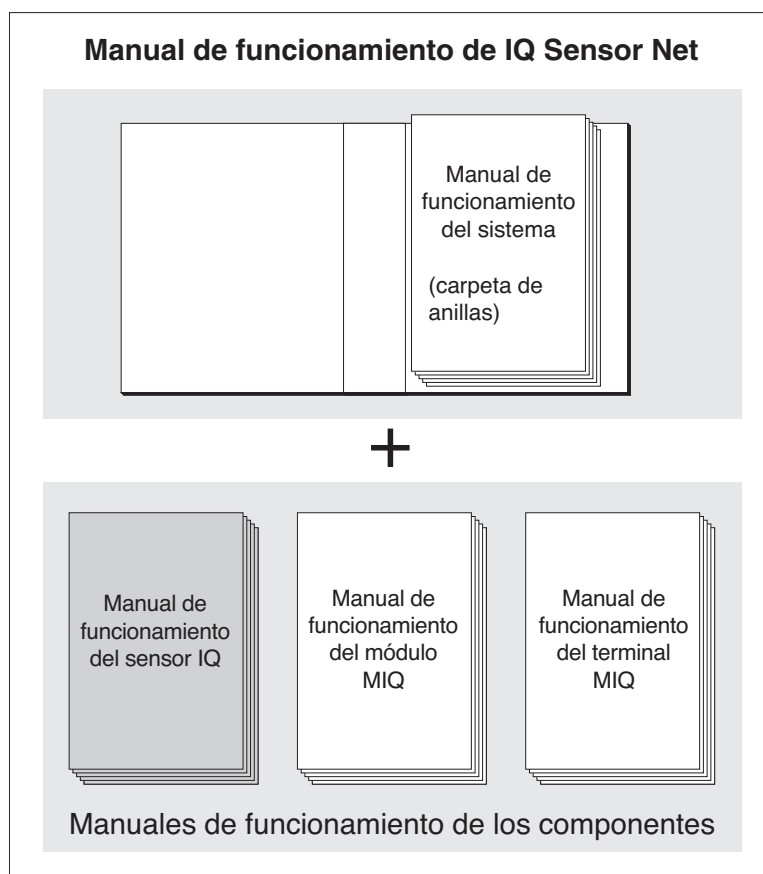 Manual de funcionamiento de IQ Sensor Net
Manual de
funcionamiento
del sistema
(carpeta de
anillas)
+
Manual de
funcionamiento
del sensor IQ
Manual de
funcionamiento
del módulo
MIQ
Manual de
funcionamiento
del terminal
MIQ
Manuales de funcionamiento de los componentes